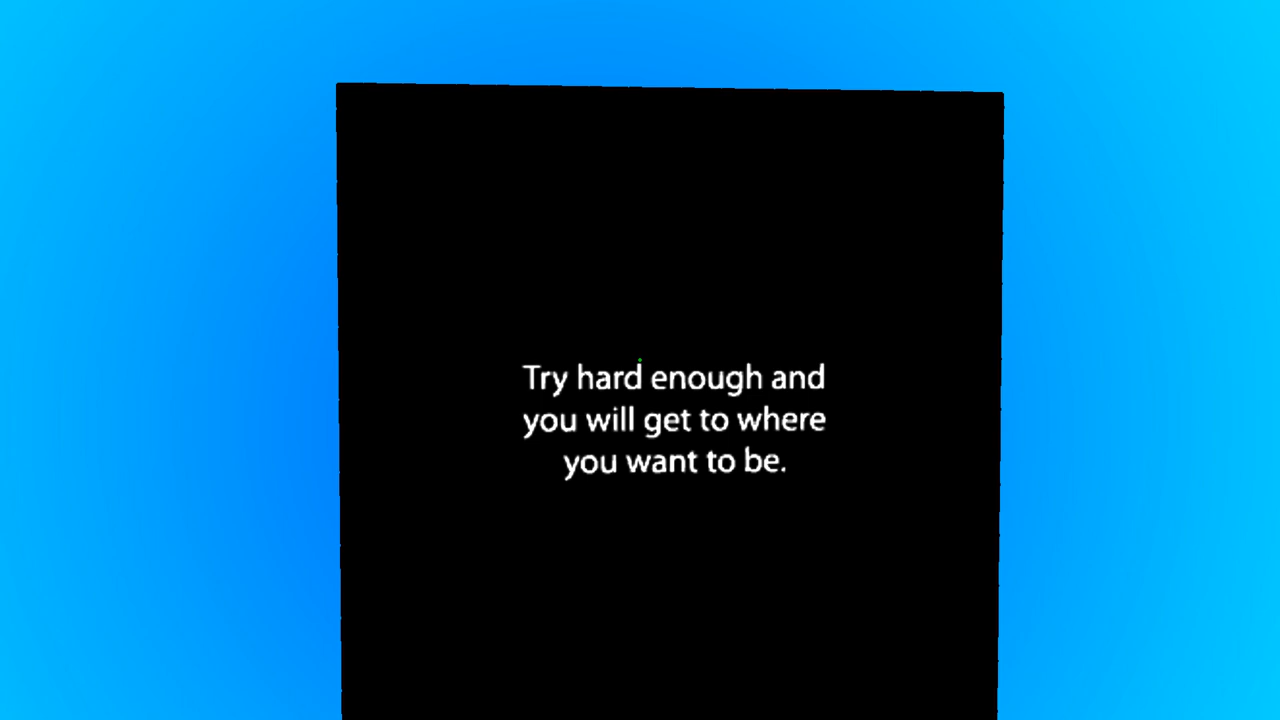 Try hard enough and
you will get to where
you want to be.